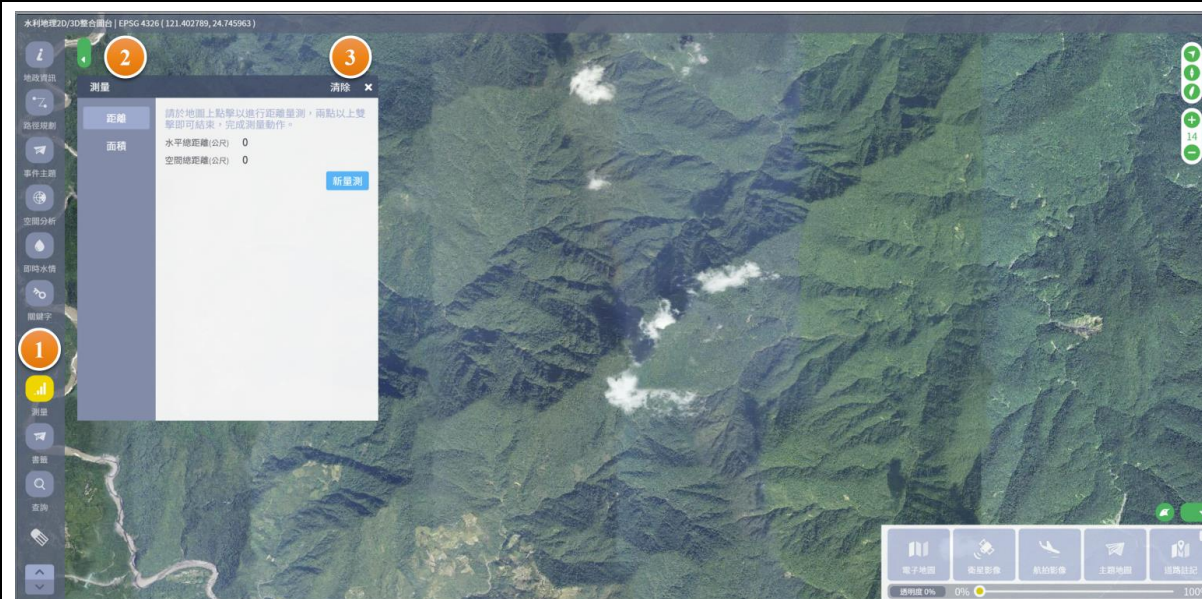 水利地理2D/3D整合圖台 | EPSG 4326 ( 121.402789, 24.745963 )
地政資訊
路徑規劃
事件主題
空間分析
即時水情
關鍵字
1
測量
書籤
查詢
2
3
測量
清除 ×
距離
面積
請於地圖上點擊以進行距離量測，兩點以上雙
擊即可結束，完成測量動作。
水平總距離(公尺) 0
空間總距離(公尺) 0
新量測
14
電子地圖
衛星影像
航拍影像
主題地圖
道路註記
透明度 0% 0% 100